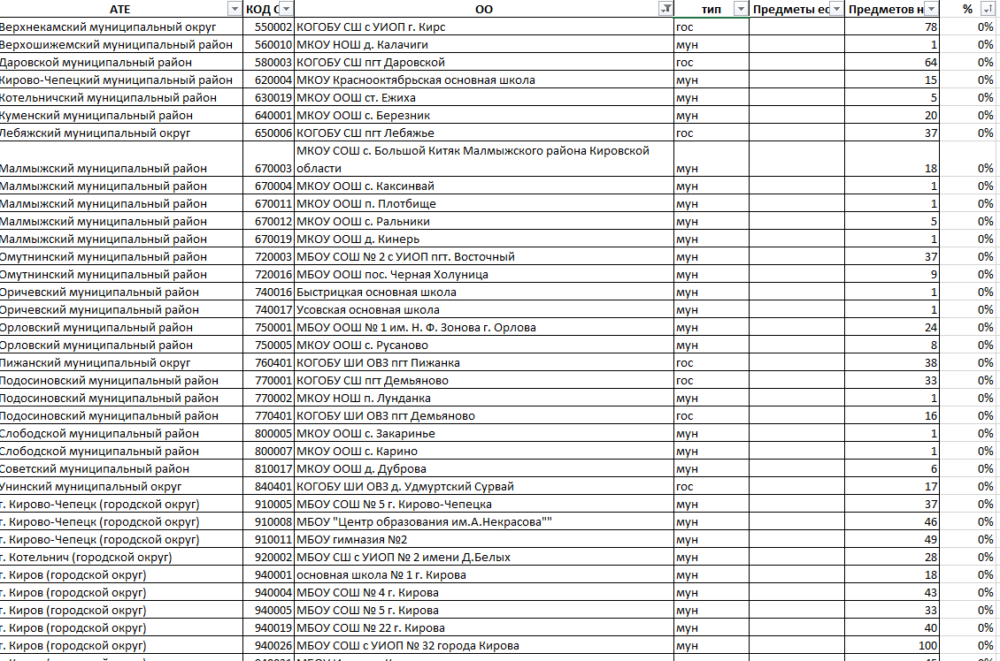 АТЕ КОД О ОО тип Предметы ес Предметов н %
Верхнекамский муниципальный округ 550002 КОГОБУ СШ с УИОП г. Кирс гос 78 0%
Верхошижемский муниципальный район 560010 МКОУ НОШ д. Калачиги мун 1 0%
Даровской муниципальный район 580003 КОГОБУ СШ пгт Даровской гос 64 0%
Кирово-Чепецкий муниципальный район 620004 МКОУ Краснооктябрьская основная школа мун 15 0%
Котельничский муниципальный район 630019 МКОУ ООШ ст. Ежиха мун 5 0%
Куменский муниципальный район 640001 МКОУ ООШ с. Березник мун 20 0%
Лебяжский муниципальный округ 650006 КОГОБУ СШ пгт Лебяжье гос 37 0%
МКОУ СОШ с. Большой Китяк Малмыжского района Кировской
Малмыжский муниципальный район 670003 области мун 18 0%
Малмыжский муниципальный район 670004 МКОУ ООШ с. Каксинвай мун 1 0%
Малмыжский муниципальный район 670011 МКОУ ООШ п. Плотбище мун 1 0%
Малмыжский муниципальный район 670012 МКОУ ООШ с. Ральники мун 5 0%
Малмыжский муниципальный район 670019 МКОУ ООШ д. Кинерь мун 1 0%
Омутнинский муниципальный район 720003 МБОУ СОШ № 2 с УИОП пгт. Восточный мун 37 0%
Омутнинский муниципальный район 720016 МБОУ ООШ пос. Черная Холуница мун 9 0%
Оричевский муниципальный район 740016 Быстрицкая основная школа мун 1 0%
Оричевский муниципальный район 740017 Усовская основная школа мун 1 0%
Орловский муниципальный район 750001 МБОУ ООШ № 1 им. Н. Ф. Зонова г. Орлова мун 24 0%
Орловский муниципальный район 750005 МКОУ ООШ с. Русаново мун 8 0%
Пижанский муниципальный округ 760401 КОГОБУ ШИ ОВЗ пгт Пижанка гос 38 0%
Подосиновский муниципальный район 770001 КОГОБУ СШ пгт Демьяново гос 33 0%
Подосиновский муниципальный район 770002 МКОУ НОШ п. Лунданка мун 1 0%
Подосиновский муниципальный район 770401 КОГОБУ ШИ ОВЗ пгт Демьяново гос 16 0%
Слободской муниципальный район 800005 МКОУ ООШ с. Закаринье мун 1 0%
Слободской муниципальный район 800007 МКОУ ООШ с. Карино мун 1 0%
Советский муниципальный район 810017 МКОУ ООШ д. Дуброва мун 6 0%
Унинский муниципальный округ 840401 КОГОБУ ШИ ОВЗ д. Удмуртский Сурвай гос 17 0%
г. Кирово-Чепецк (городской округ) 910005 МБОУ СОШ № 5 г. Кирово-Чепецка мун 37 0%
г. Кирово-Чепецк (городской округ) 910008 МБОУ "Центр образования им.А.Некрасова"" мун 46 0%
г. Кирово-Чепецк (городской округ) 910011 МБОУ гимназия №2 мун 49 0%
г. Котельнич (городской округ) 920002 МБОУ СШ с УИОП № 2 имени Д.Белых мун 28 0%
г. Киров (городской округ) 940001 основная школа № 1 г. Кирова мун 18 0%
г. Киров (городской округ) 940004 МБОУ СОШ № 4 г. Кирова мун 43 0%
г. Киров (городской округ) 940005 МБОУ СОШ № 5 г. Кирова мун 33 0%
г. Киров (городской округ) 940019 МБОУ СОШ № 22 г. Кирова мун 40 0%
г. Киров (городской округ) 940026 МБОУ СОШ с УИОП № 32 города Кирова мун 100 0%